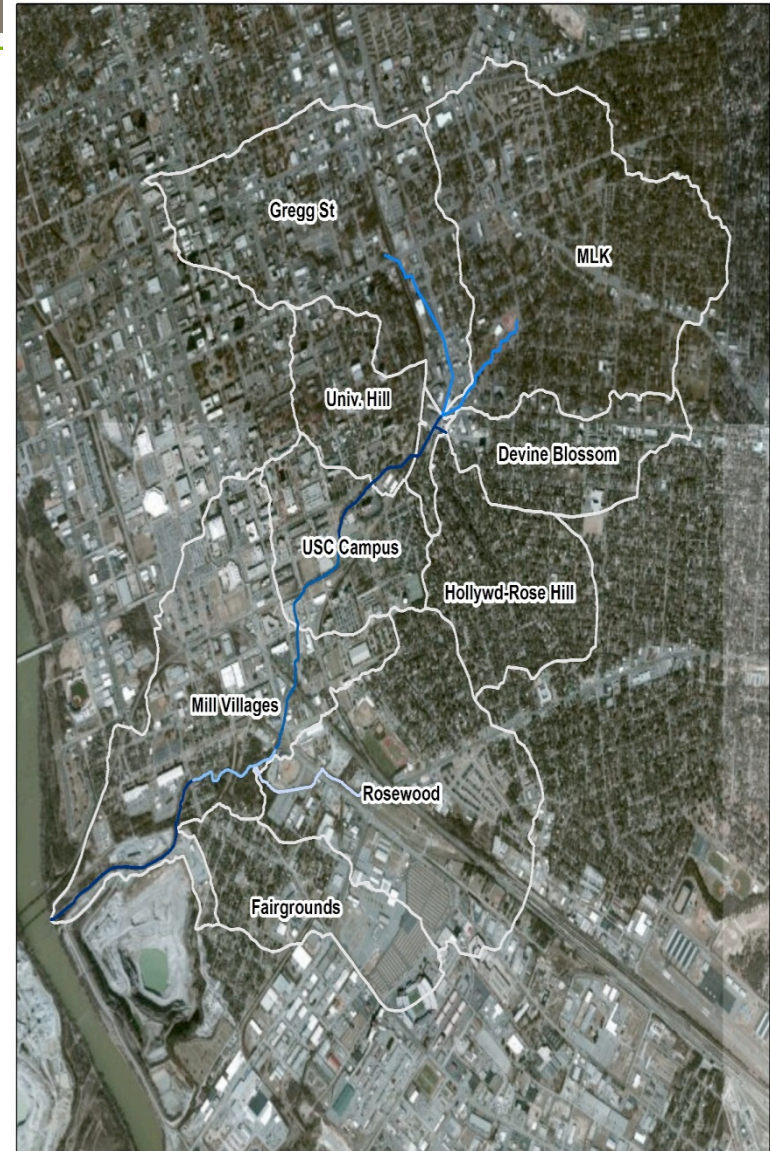 Gregg St
MLK
Univ. Hill
Devine Blossom
USC Campus
Hollywd-Rose Hill
Mill Villages
Rosewood
Fairgrounds